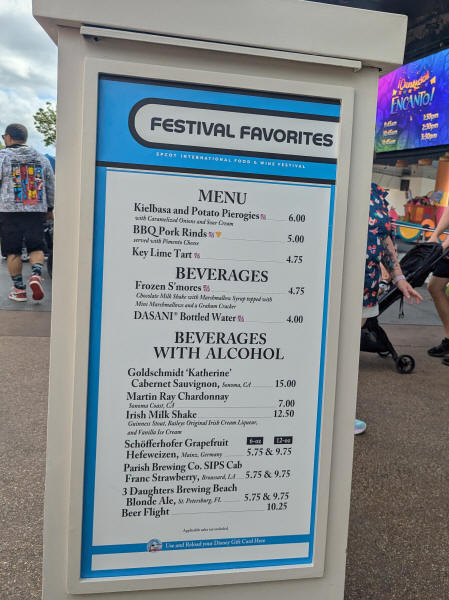 FESTIVAL FAVORITES
EPCOT INTERNATIONAL FOOD & WINE FESTIVAL
MENU
Kielbasa and Potato Pierogies 6.00
with Caramelized Onions and Sour Cream
BBQ Pork Rinds 5.00
served with Pimento Cheese
Key Lime Tart 4.75
BEVERAGES
Frozen S'mores 4.75
Chocolate Milk Shake with Marshmallow Syrup topped with
Mini Marshmallows and a Graham Cracker
DASANI® Bottled Water 4.00
BEVERAGES
WITH ALCOHOL
Goldschmidt 'Katherine'
Cabernet Sauvignon, Sonoma, CA 15.00
Martin Ray Chardonnay
Sonoma Coast, CA 7.00
Irish Milk Shake 12.50
Guinness Stout, Baileys Original Irish Cream Liqueur,
and Vanilla Ice Cream
Schöfferhofer Grapefruit 6-oz 12-oz
Hefeweizen, Mainz, Germany 5.75 & 9.75
Parish Brewing Co. SIPS Cab
Franc Strawberry, Broussard, LA 5.75 & 9.75
3 Daughters Brewing Beach
Blonde Ale, St. Petersburg, FL 5.75 & 9.75
Beer Flight 10.25
Applicable sales tax not included.
Use and Reload your Disney Gift Card Here
ENCANTO!